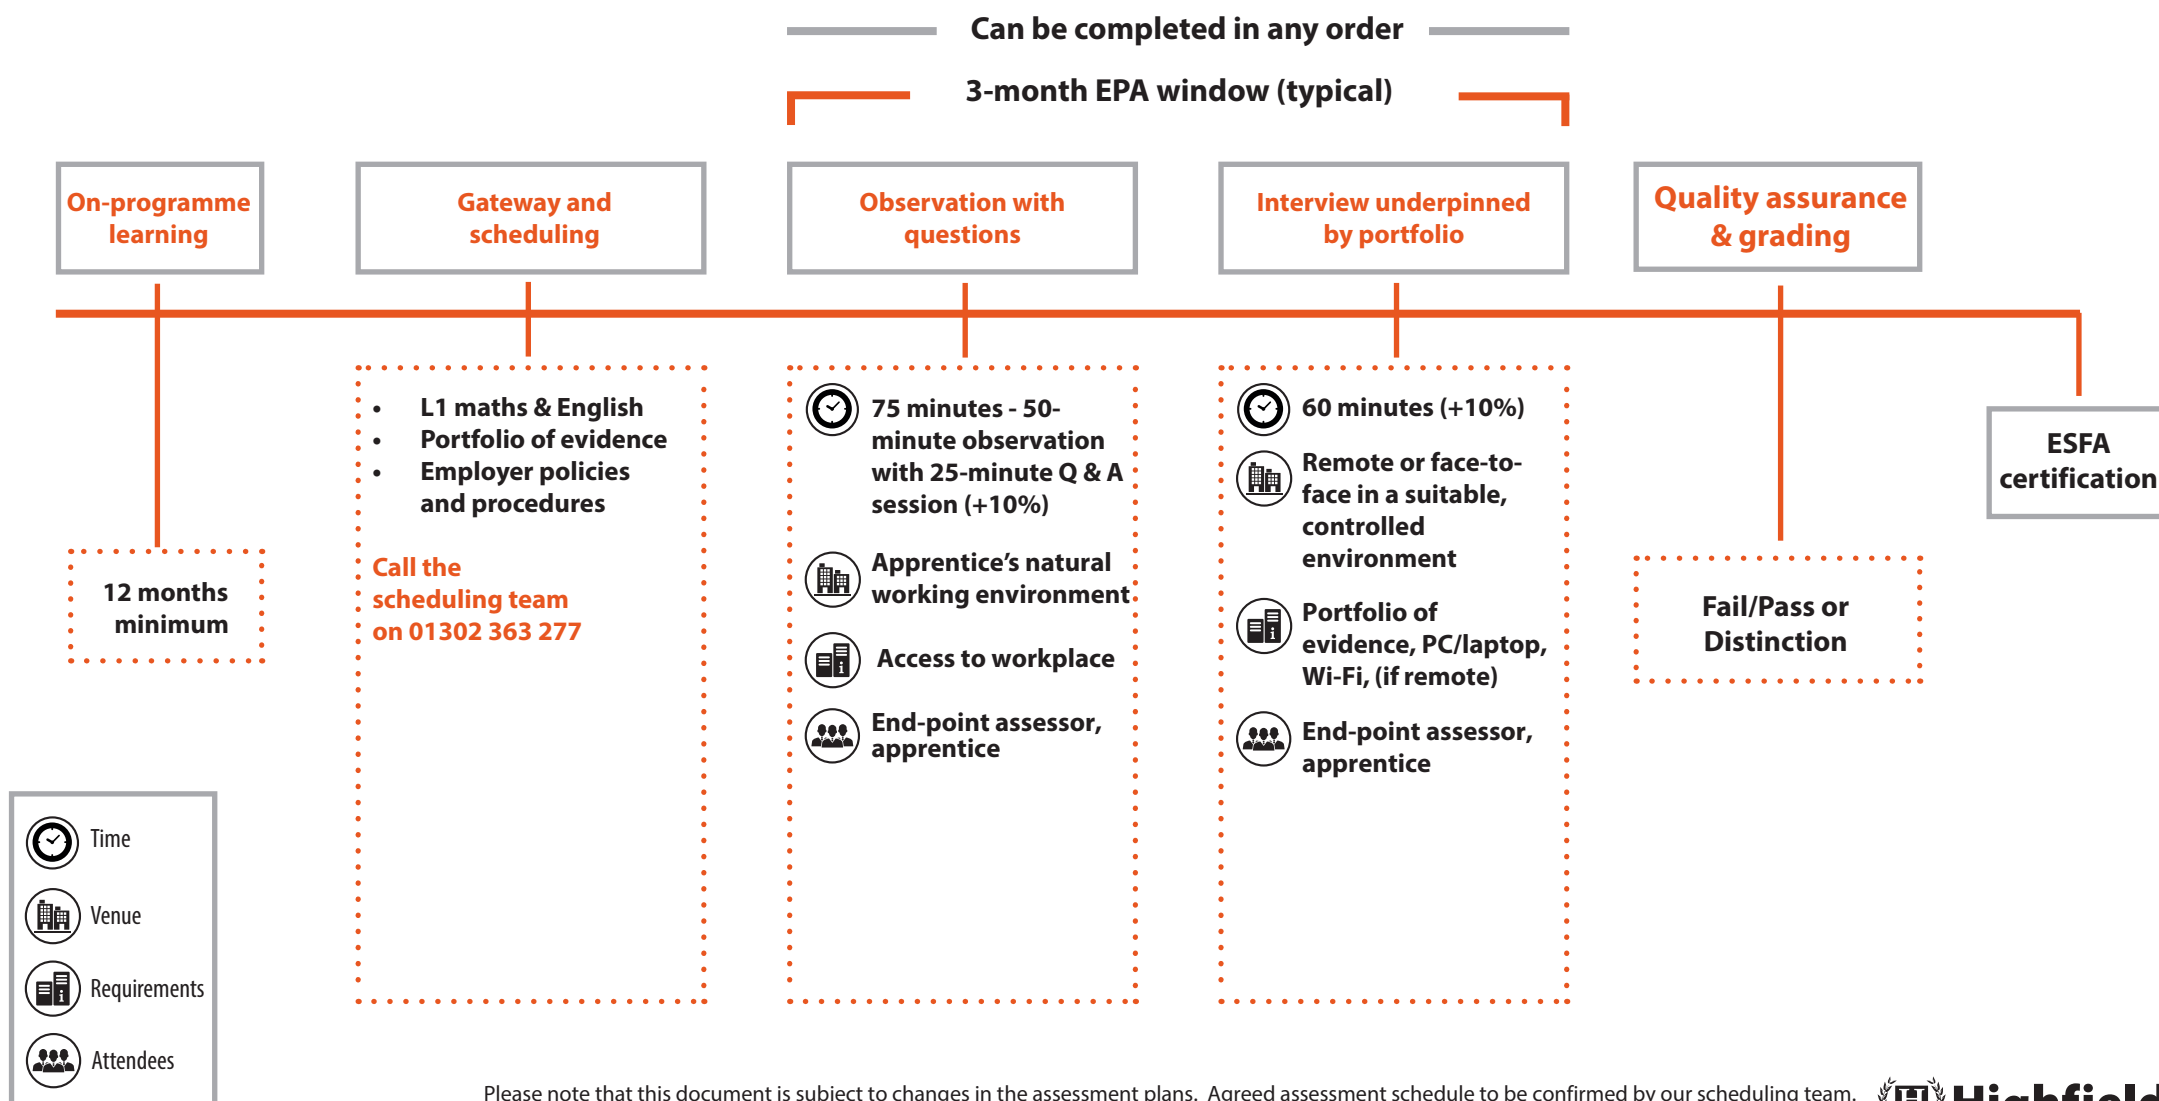 Can be completed in any order
3-month EPA window (typical)
On-programme
learning
Gateway and
scheduling
Observation with
questions
Interview underpinned
by portfolio
Quality assurance
& grading
12 months
minimum
• L1 maths & English
• Portfolio of evidence
• Employer policies
and procedures
Call the
scheduling team
on 01302 363 277
75 minutes - 50-
minute observation
with 25-minute Q & A
session (+10%)
Apprentice's natural
working environment
Access to workplace
End-point assessor,
apprentice
60 minutes (+10%)
Remote or face-to-
face in a suitable,
controlled
environment
Portfolio of
evidence, PC/laptop,
Wi-Fi, (if remote)
End-point assessor,
apprentice
Fail/Pass or
Distinction
ESFA
certification
Time
Venue
Requirements
Attendees
Please note that this document is subject to changes in the assessment plans. Agreed assessment schedule to be confirmed by our scheduling team.
Highfield